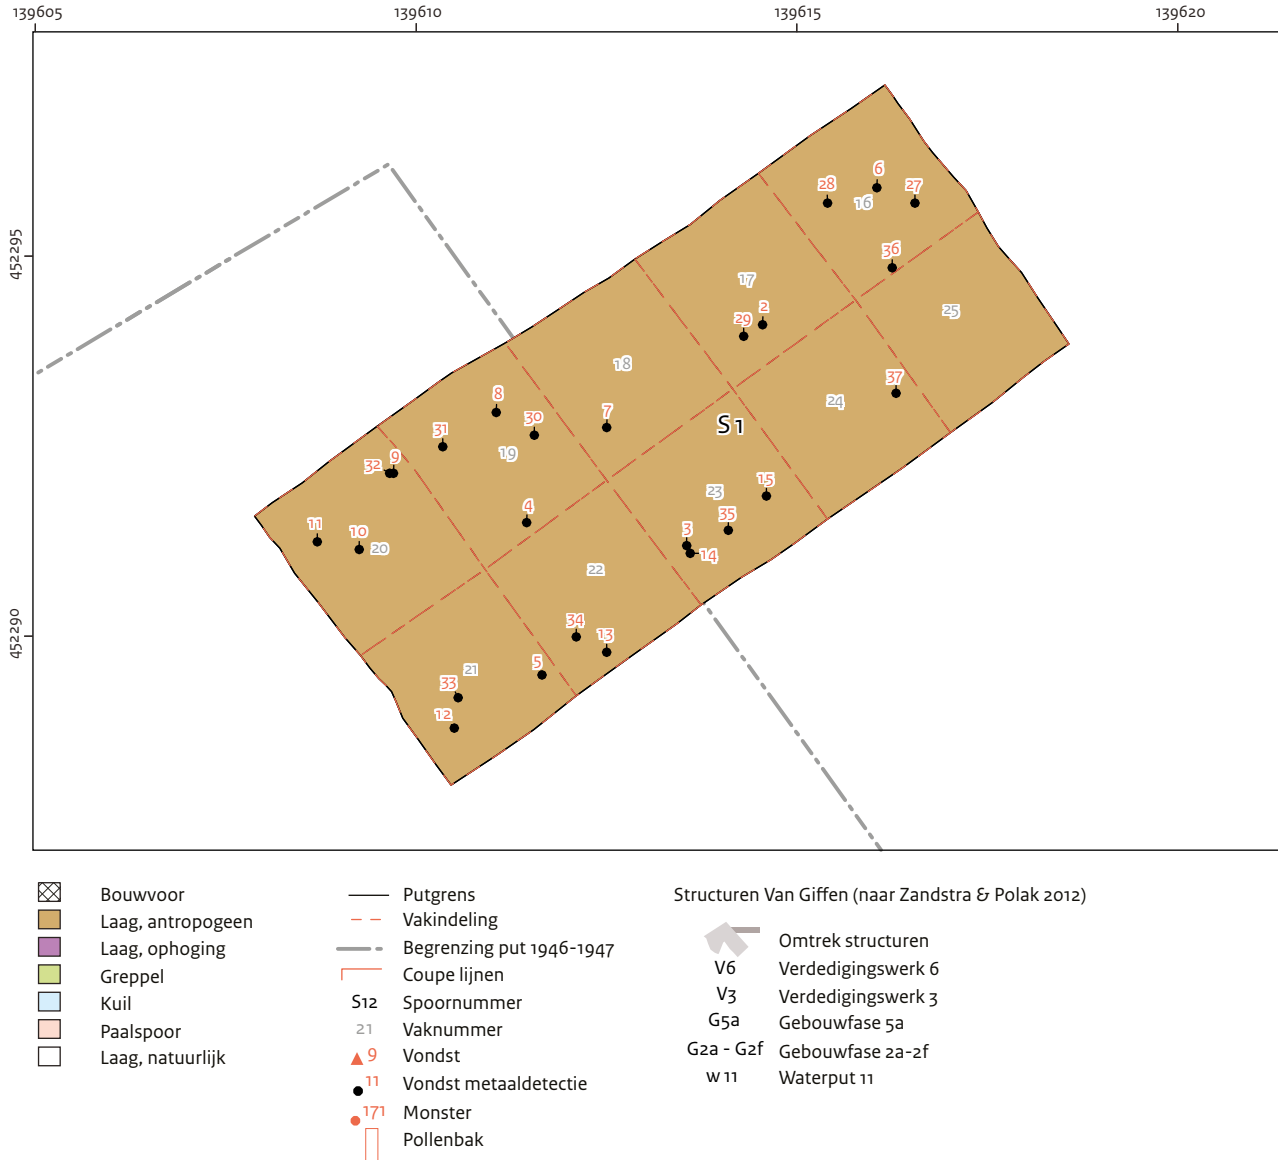 139605 139610 139615 139620
452295
452290
6
28 27
16
36
17
2
29
25
18
37
8
24
30 7
31
S 1
19
9
32
15
23
4
35
11
3
10
20
14
22
34
13
5
21
33
12
Bouwvoor
Laag, antropogeen
Laag, ophoging
Greppel
Kuil
Paalspoor
Laag, natuurlijk
Putgrens
Vakindeling
Begrenzing put 1946-1947
Coupe lijnen
S12 Spoornummer
21 Vaknummer
9 Vondst
11 Vondst metaaldetectie
171 Monster
Pollenbak
Structuren Van Giffen (naar Zandstra & Polak 2012)
Omtrek structuren
V6 Verdedigingswerk 6
V3 Verdedigingswerk 3
G5a Gebouwfase 5a
G2a - G2f Gebouwfase 2a-2f
w 11 Waterput 11